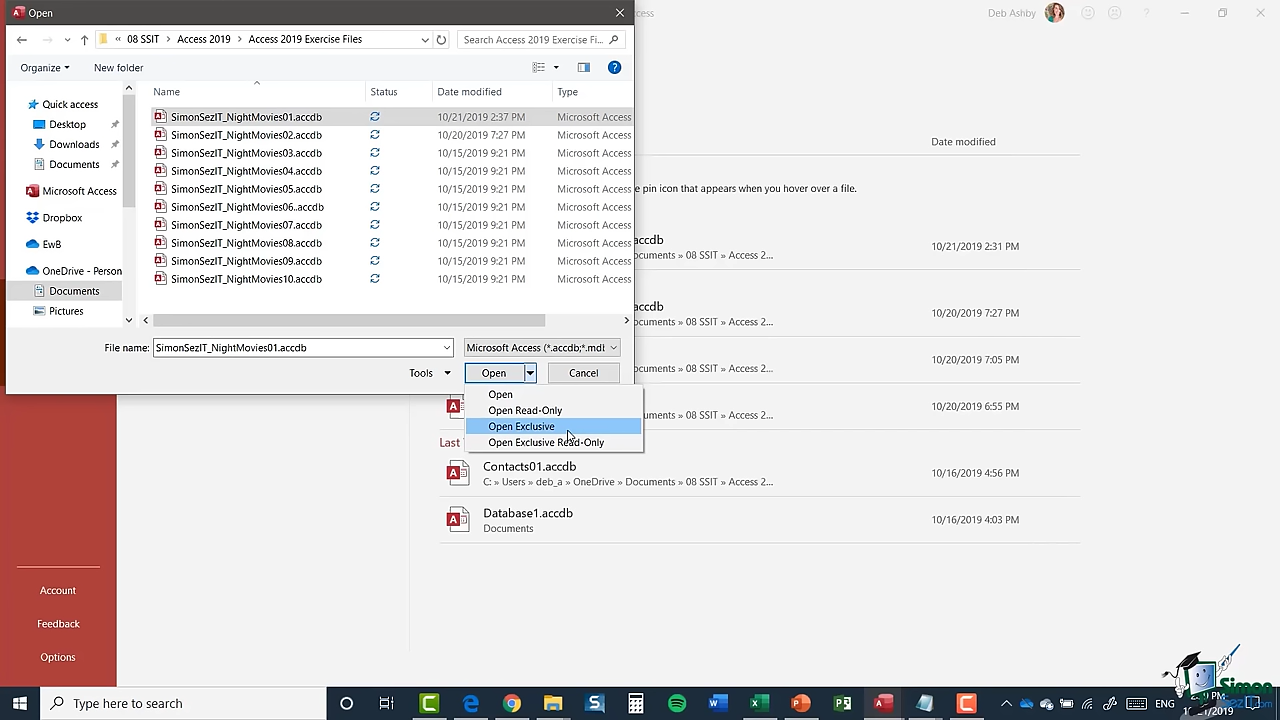 Open
cess
Deb Ashby
08 SSIT
Access 2019
Access 2019 Exercise Files
Search Access 2019 Exercise Fi...
Organize
New folder
Name
Status
Date modified
Type
Quick access
Desktop
Downloads
Documents
Microsoft Access
Dropbox
EwB
OneDrive - Person
Documents
Pictures
SimonSezIT_NightMovies01.accdb 10/21/2019 2:37 PM Microsoft Access
SimonSezIT_NightMovies02.accdb 10/20/2019 7:27 PM Microsoft Access
SimonSezIT_NightMovies03.accdb 10/15/2019 9:21 PM Microsoft Access
SimonSezIT_NightMovies04.accdb 10/15/2019 9:21 PM Microsoft Access
SimonSezIT_NightMovies05.accdb 10/15/2019 9:21 PM Microsoft Access
SimonSezIT_NightMovies06..accdb 10/15/2019 9:21 PM Microsoft Access
SimonSezIT_NightMovies07.accdb 10/15/2019 9:21 PM Microsoft Access
SimonSezIT_NightMovies08.accdb 10/15/2019 9:21 PM Microsoft Access
SimonSezIT_NightMovies09.accdb 10/15/2019 9:21 PM Microsoft Access
SimonSezIT_NightMovies10.accdb 10/15/2019 9:21 PM Microsoft Access
File name: SimonSezIT_NightMovies01.accdb
Microsoft Access (*.accdb;*.mdl
Tools
Open
Cancel
Open
Open Read-Only
Open Exclusive
Open Exclusive Read-Only
Date modified
e pin icon that appears when you hover over a file.
accdb
ocuments » 08 SSIT » Access 2...
10/21/2019 2:31 PM
accdb
ocuments » 08 SSIT » Access 2...
10/20/2019 7:27 PM
ocuments » 08 SSIT » Access 2...
10/20/2019 7:05 PM
uments » 08 SSIT » Access 2...
10/20/2019 6:55 PM
Last
Contacts01.accdb
C: » Users » deb_a » OneDrive » Documents » 08 SSIT » Access 2...
10/16/2019 4:56 PM
Database1.accdb
Documents
10/16/2019 4:03 PM
Account
Feedback
Options
Type here to search
ENG
Simon